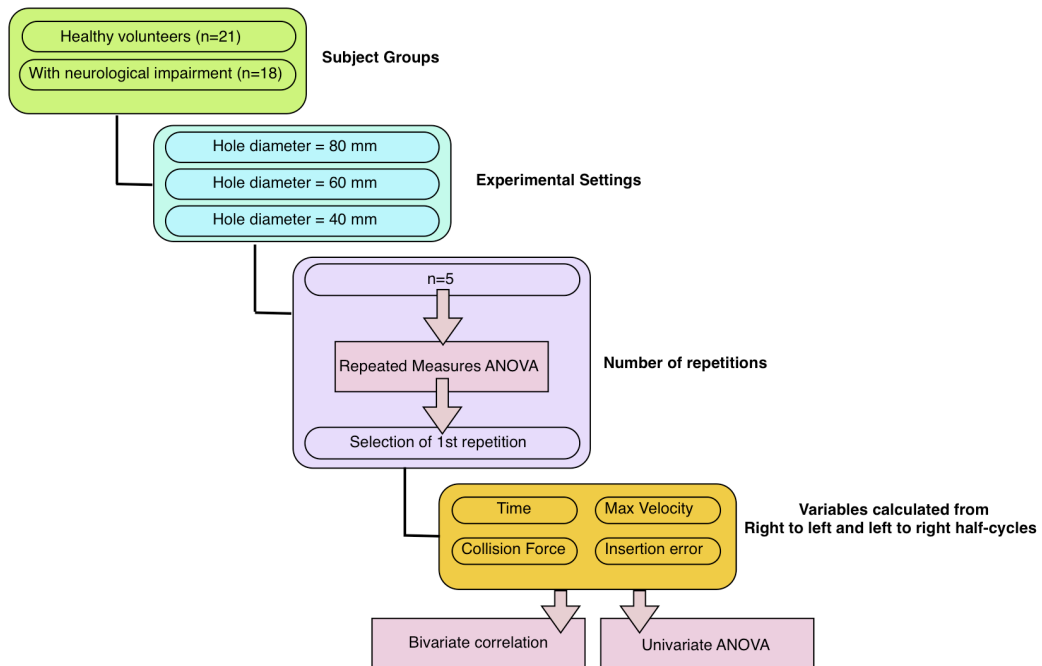 Healthy volunteers (n=21)
With neurological impairment (n=18)
Subject Groups
Hole diameter = 80 mm
Hole diameter = 60 mm
Hole diameter = 40 mm
Experimental Settings
n=5
Repeated Measures ANOVA
Selection of 1st repetition
Number of repetitions
Time
Max Velocity
Collision Force
Insertion error
Variables calculated from
Right to left and left to right half-cycles
Bivariate correlation
Univariate ANOVA